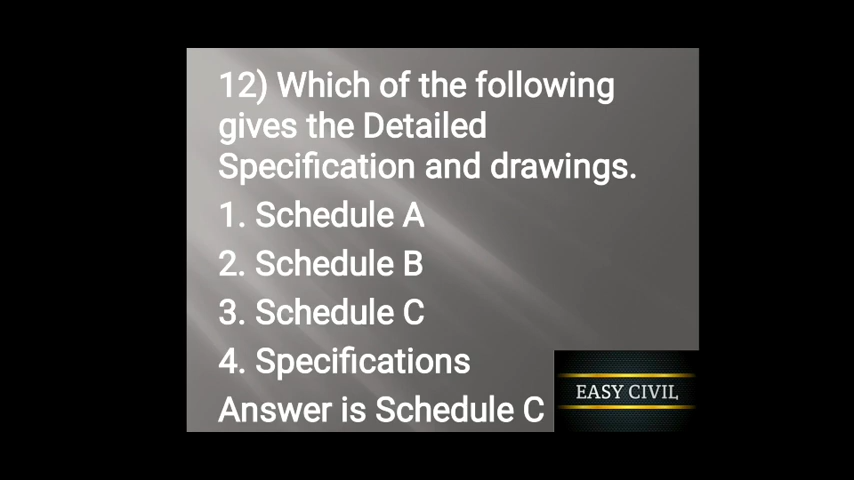 12) Which of the following
gives the Detailed
Specification and drawings.
1. Schedule A
2. Schedule B
3. Schedule C
4. Specifications
Answer is Schedule C
EASY CIVIL